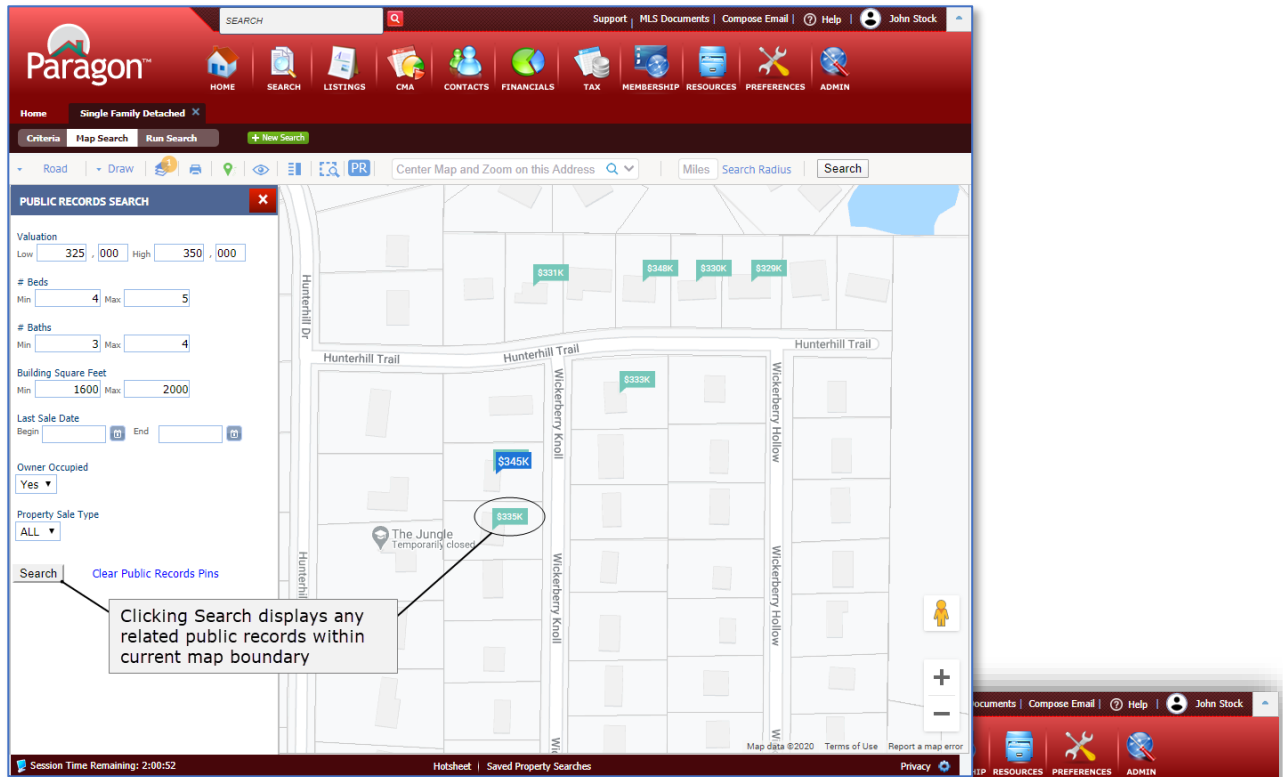 SEARCH
Support | MLS Documents | Compose Email | Help | John Stock
Paragon™
HOME SEARCH LISTINGS CMA CONTACTS FINANCIALS TAX MEMBERSHIP RESOURCES PREFERENCES ADMIN
Home Single Family Detached X
Criteria Map Search Run Search + New Search
Road Draw 1 PR Center Map and Zoom on this Address Miles Search Radius Search
PUBLIC RECORDS SEARCH X
Valuation
Low 325 , 000 High 350 , 000
# Beds
Min 4 Max 5
# Baths
Min 3 Max 4
Building Square Feet
Min 1600 Max 2000
Last Sale Date
Begin End
Owner Occupied
Yes
Property Sale Type
ALL
Search Clear Public Records Pins
Clicking Search displays any
related public records within
current map boundary
$331K $348K $330K $329K
Hunterhill Dr
Hunterhill Trail Hunterhill Trail Hunterhill Trail
$333K
Wickerberry Knoll
Wickerberry Hollow
$345K
$335K
The Jungle
Temporarily closed
Hunterhil
Wickerberry Knoll
Wickerberry Hollow
+
−
Wi
Wi
Map data ©2020 Terms of Use Report a map error
Session Time Remaining: 2:00:52 Hotsheet | Saved Property Searches Privacy
ocuments | Compose Email | Help | John Stock
IP RESOURCES PREFERENCES ADMIN